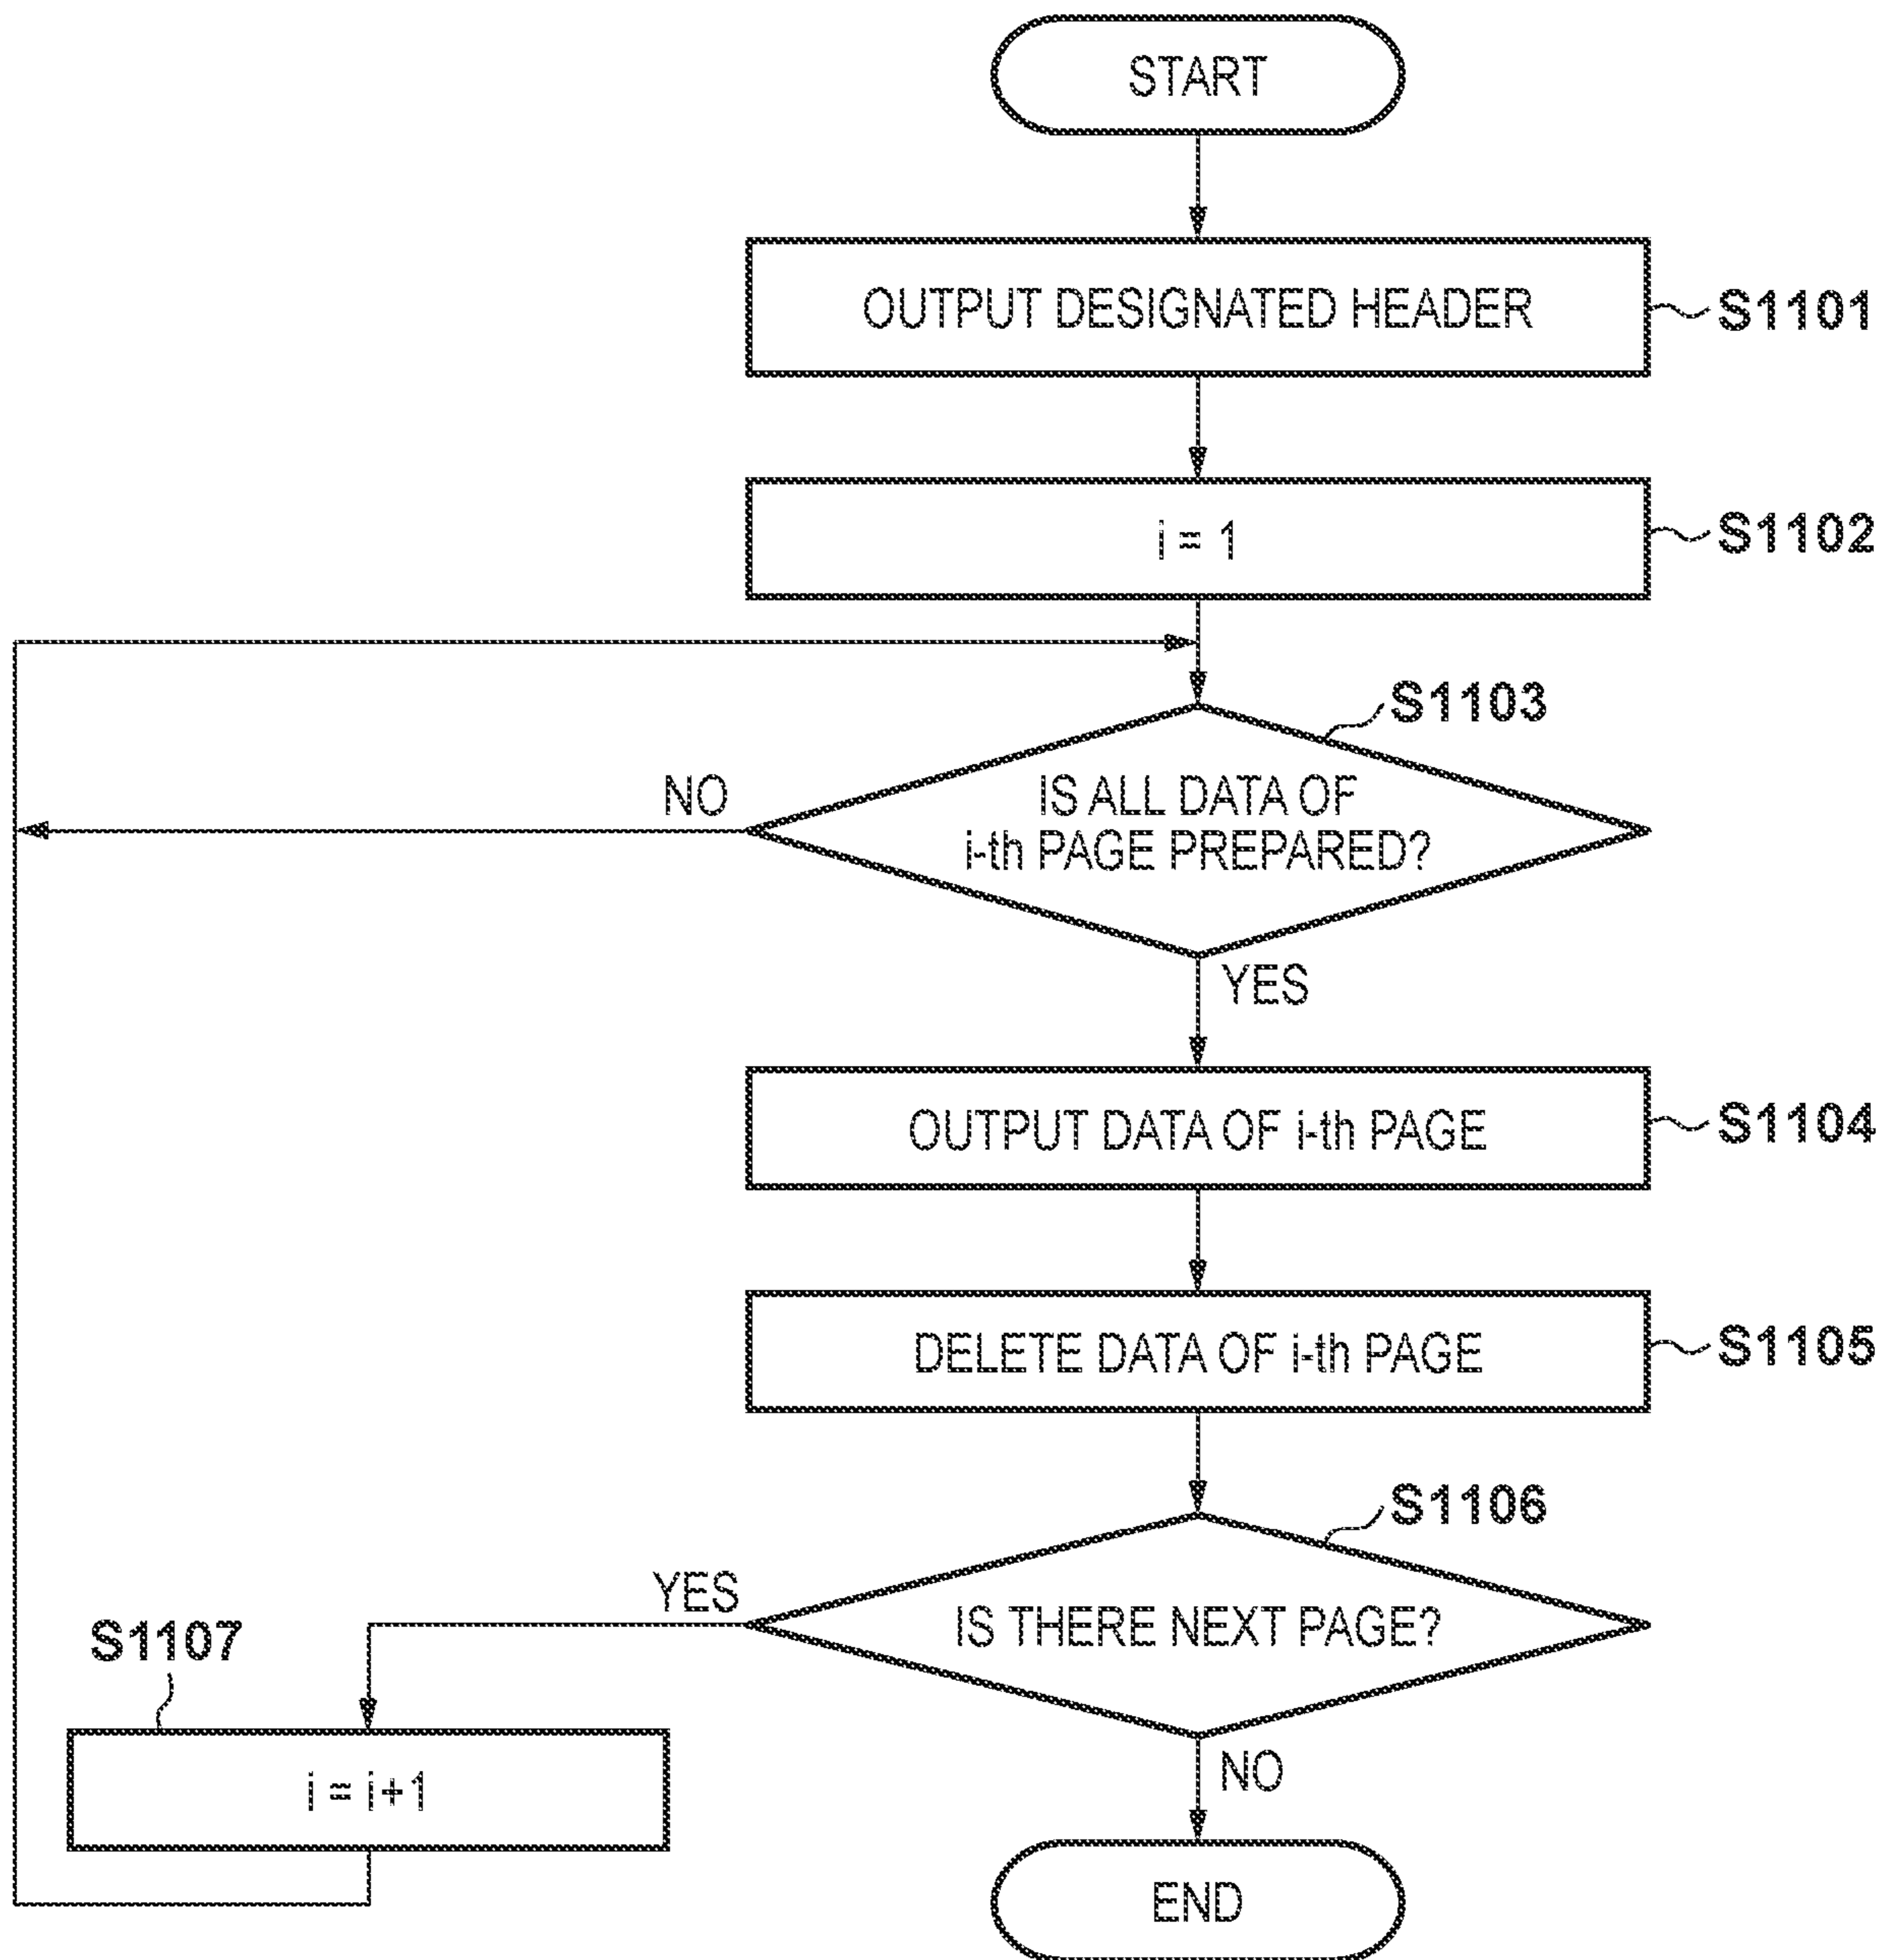 START
OUTPUT DESIGNATED HEADER
S1101
i = 1
S1102
S1103
IS ALL DATA OF
i-th PAGE PREPARED?
NO
YES
OUTPUT DATA OF i-th PAGE
S1104
DELETE DATA OF i-th PAGE
S1105
S1106
IS THERE NEXT PAGE?
YES
S1107
i = i+1
NO
END